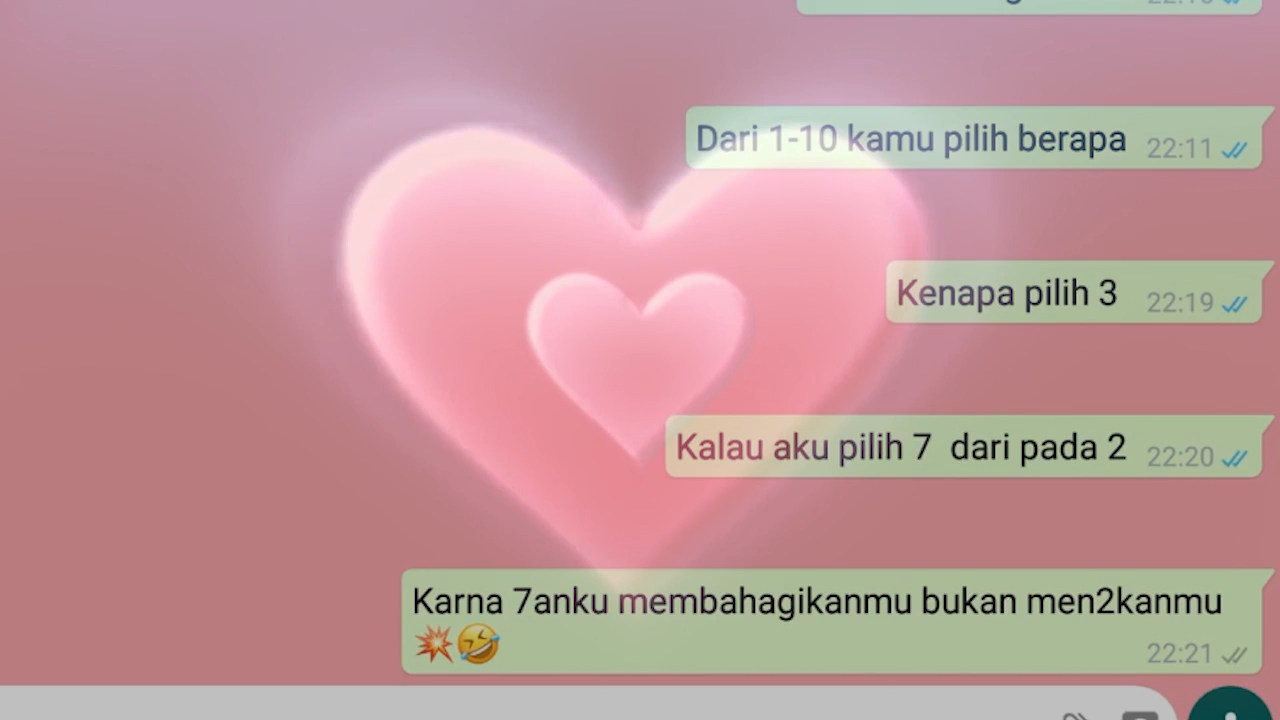 Dari 1-10 kamu pilih berapa 22:11
Kenapa pilih 3 22:19
Kalau aku pilih 7 dari pada 2 22:20
Karna 7anku membahagikanmu bukan men2kanmu
💥🤣
22:21